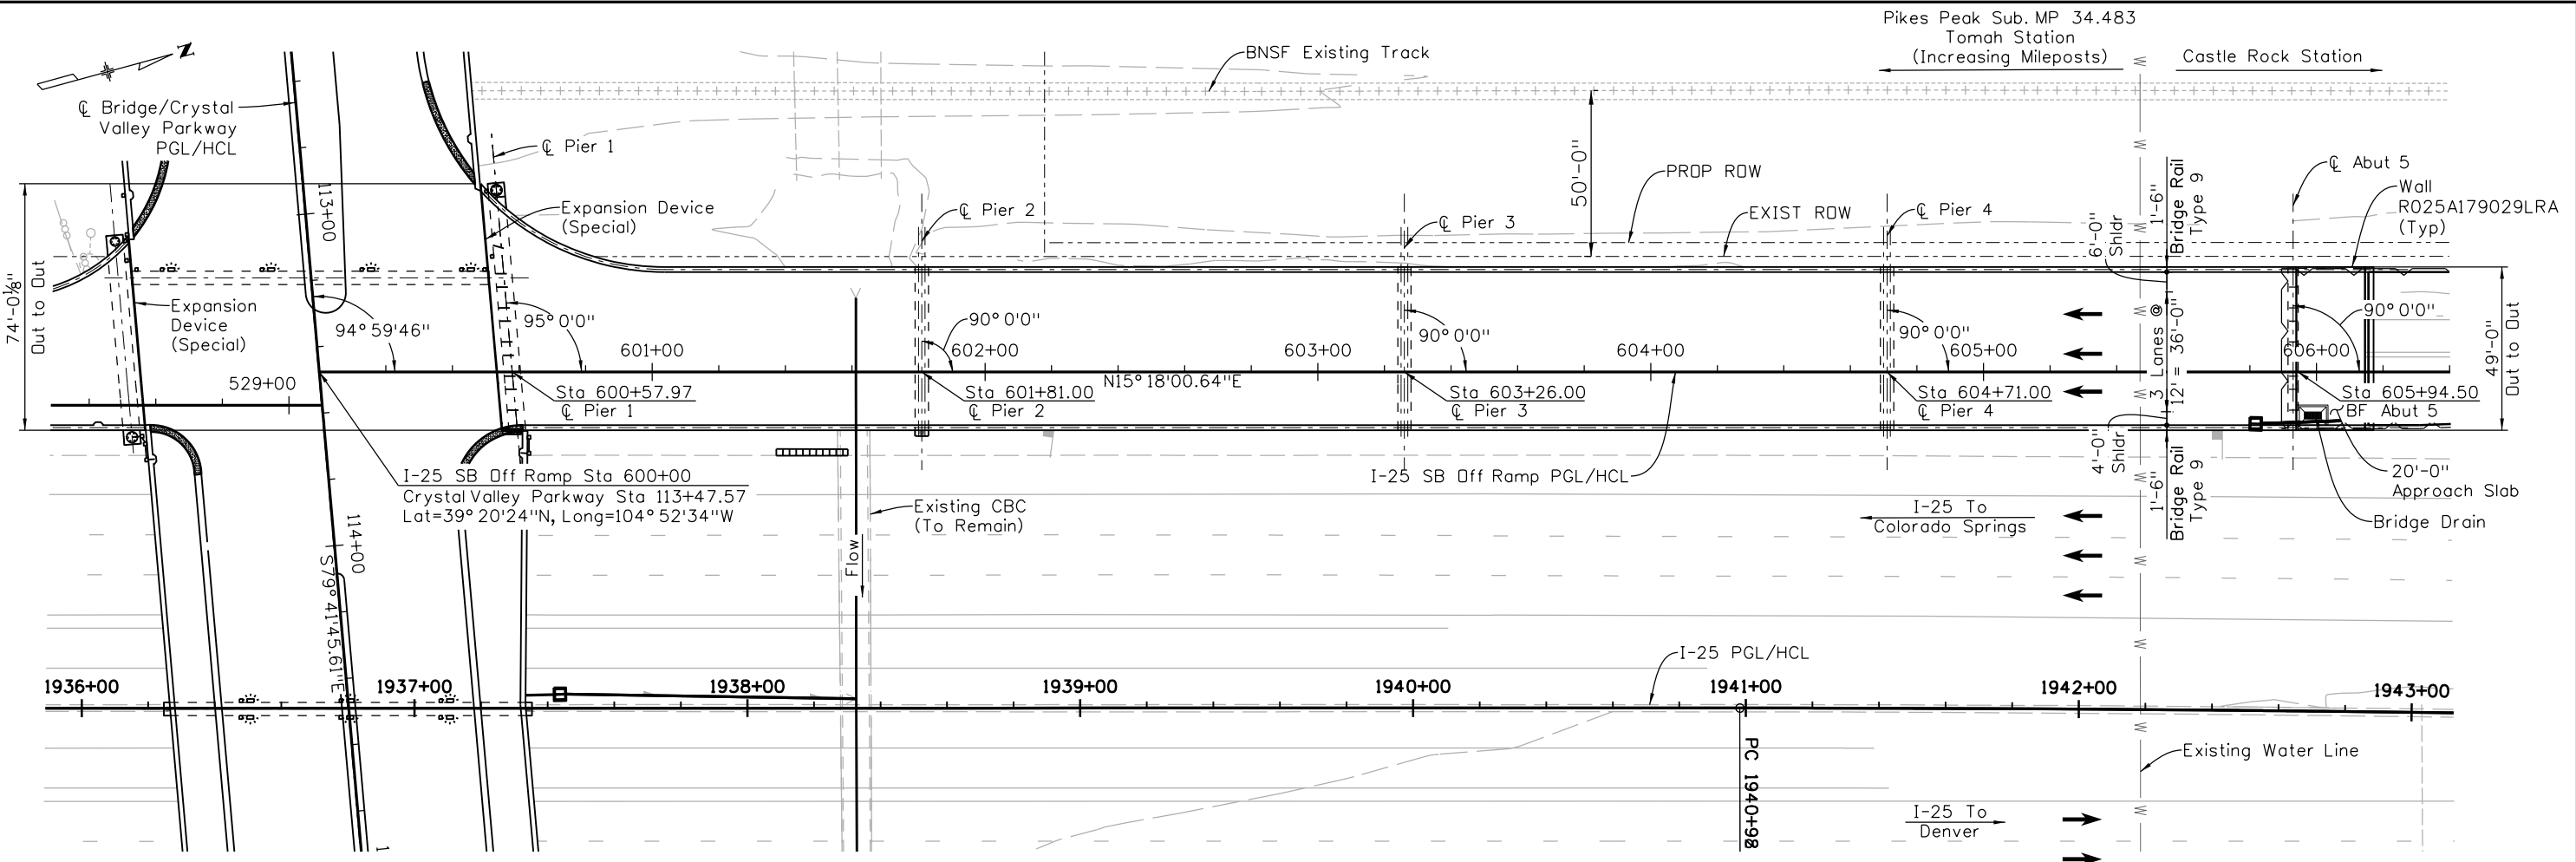 Pikes Peak Sub. MP 34.483
Tomah Station
(Increasing Mileposts)
Castle Rock Station
N
BNSF Existing Track
℄ Bridge/Crystal
Valley Parkway
PGL/HCL
℄ Pier 1
50'-0"
PROP ROW
EXIST ROW
℄ Pier 2
℄ Pier 3
℄ Pier 4
℄ Abut 5
Wall
R025A179029LRA
(Typ)
1'-6"
Bridge Rail
Type 9
6'-0"
Shldr
113+00
Expansion Device
(Special)
74'-0⅛"
Out to Out
Expansion
Device
(Special)
94°59'46"
95°0'0"
90°0'0"
90°0'0"
90°0'0"
90°0'0"
601+00
602+00
603+00
604+00
605+00
606+00
3 Lanes @
12' = 36'-0"
49'-0"
Out to Out
529+00
N15°18'00.64"E
Sta 600+57.97
℄ Pier 1
Sta 601+81.00
℄ Pier 2
Sta 603+26.00
℄ Pier 3
Sta 604+71.00
℄ Pier 4
Sta 605+94.50
BF Abut 5
I-25 SB Off Ramp Sta 600+00
Crystal Valley Parkway Sta 113+47.57
Lat=39°20'24"N, Long=104°52'34"W
I-25 SB Off Ramp PGL/HCL
4'-0"
Shldr
1'-6"
Bridge Rail
Type 9
20'-0"
Approach Slab
Bridge Drain
Existing CBC
(To Remain)
Flow
I-25 To
Colorado Springs
114+00
S79°41'45.61"E
I-25 PGL/HCL
1936+00
1937+00
1938+00
1939+00
1940+00
1941+00
1942+00
1943+00
Existing Water Line
I-25 To
Denver